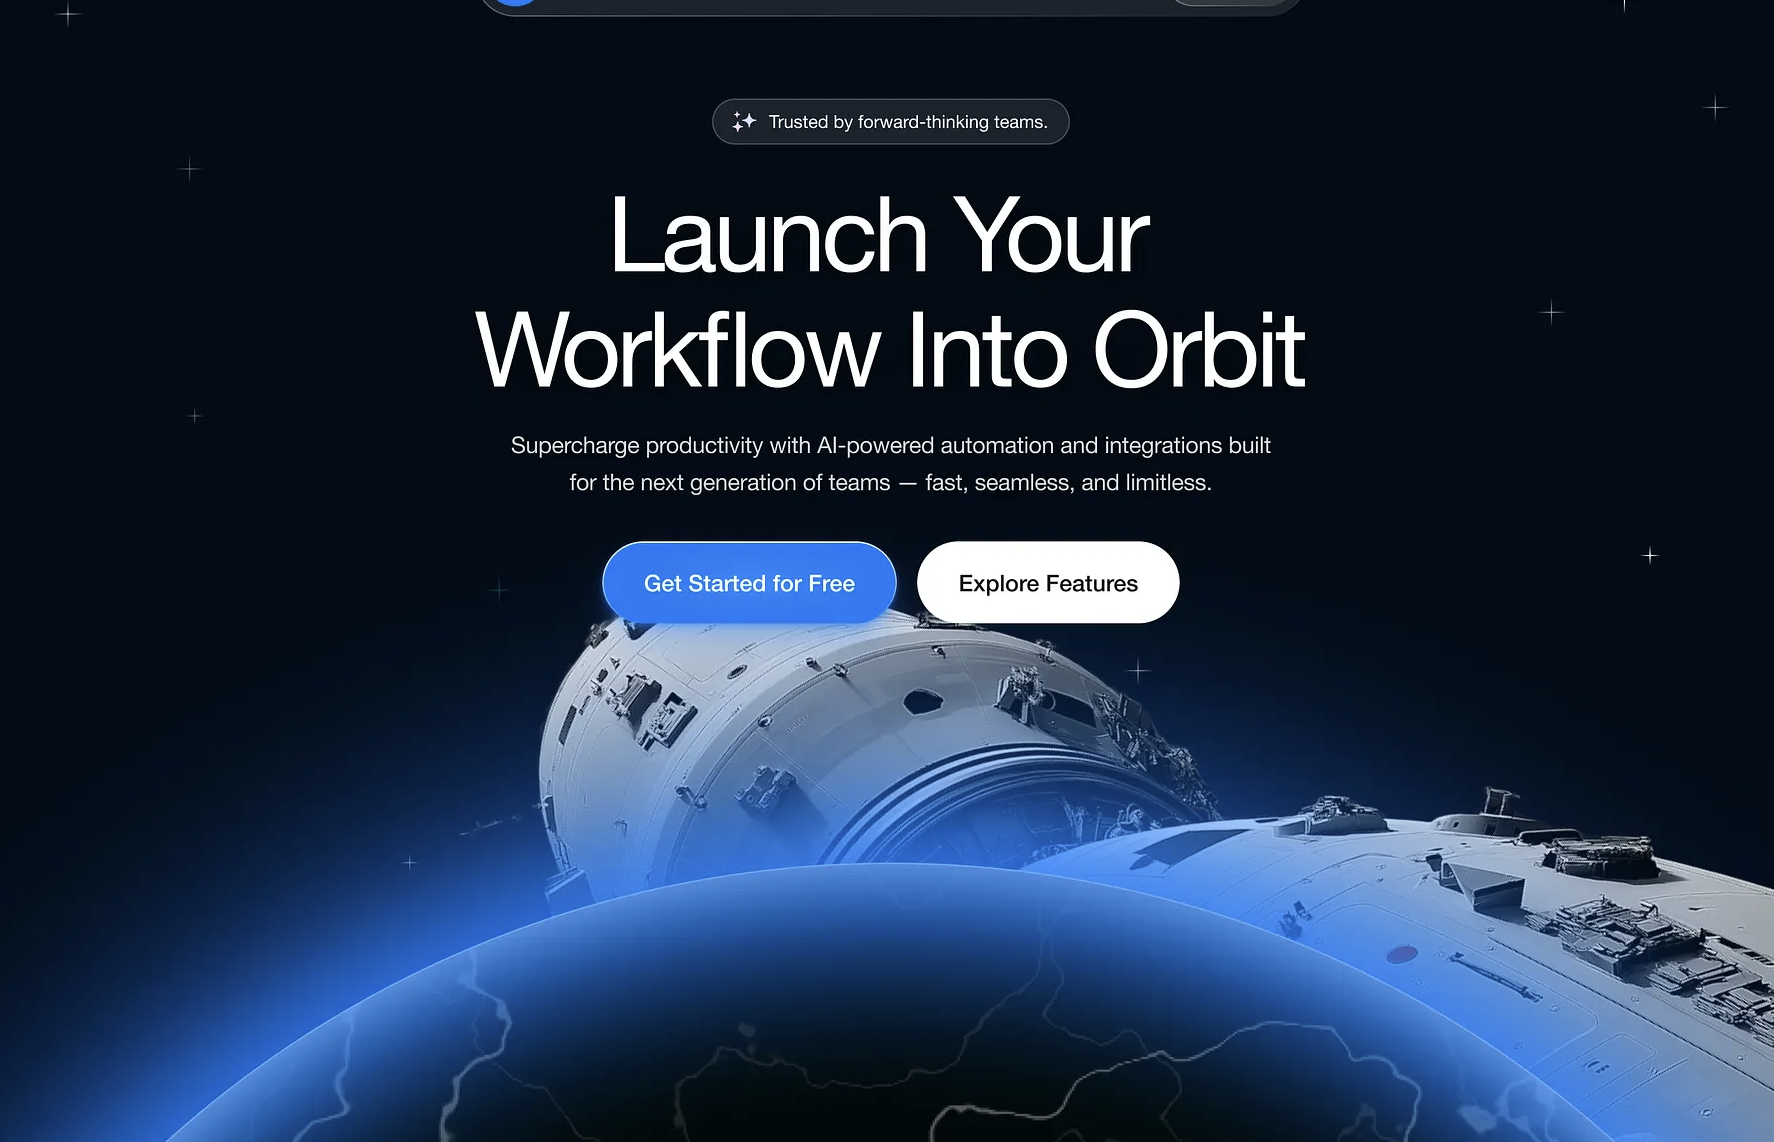 Trusted by forward-thinking teams.
Launch Your
Workflow Into Orbit
Supercharge productivity with AI-powered automation and integrations built
for the next generation of teams — fast, seamless, and limitless.
Get Started for Free
Explore Features